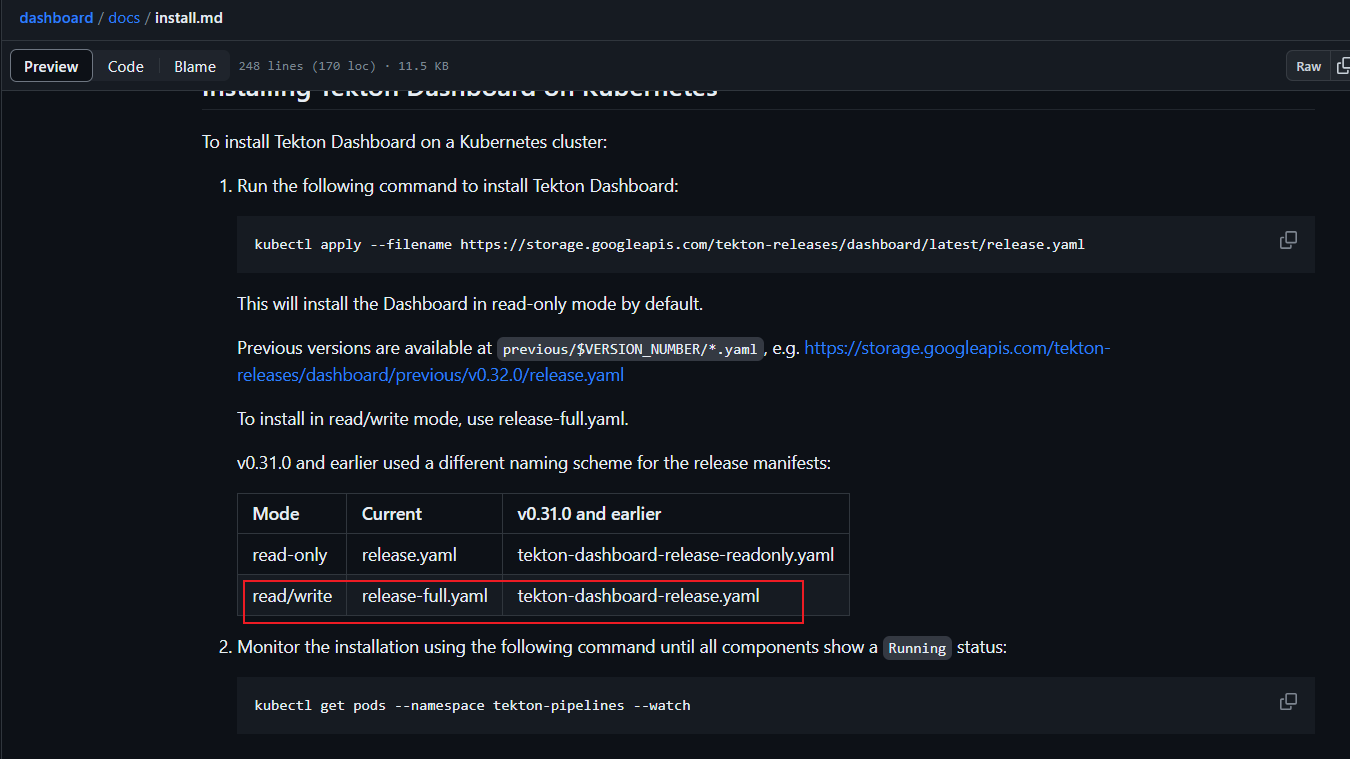 dashboard / docs / install.md
Preview Code Blame 248 lines (170 loc) · 11.5 KB Raw
Installing Tekton Dashboard on Kubernetes
To install Tekton Dashboard on a Kubernetes cluster:
1. Run the following command to install Tekton Dashboard:
kubectl apply --filename https://storage.googleapis.com/tekton-releases/dashboard/latest/release.yaml
This will install the Dashboard in read-only mode by default.
Previous versions are available at previous/$VERSION_NUMBER/*.yaml, e.g. https://storage.googleapis.com/tekton-
releases/dashboard/previous/v0.32.0/release.yaml
To install in read/write mode, use release-full.yaml.
v0.31.0 and earlier used a different naming scheme for the release manifests:
Mode Current v0.31.0 and earlier
read-only release.yaml tekton-dashboard-release-readonly.yaml
read/write release-full.yaml tekton-dashboard-release.yaml
2. Monitor the installation using the following command until all components show a Running status:
kubectl get pods --namespace tekton-pipelines --watch